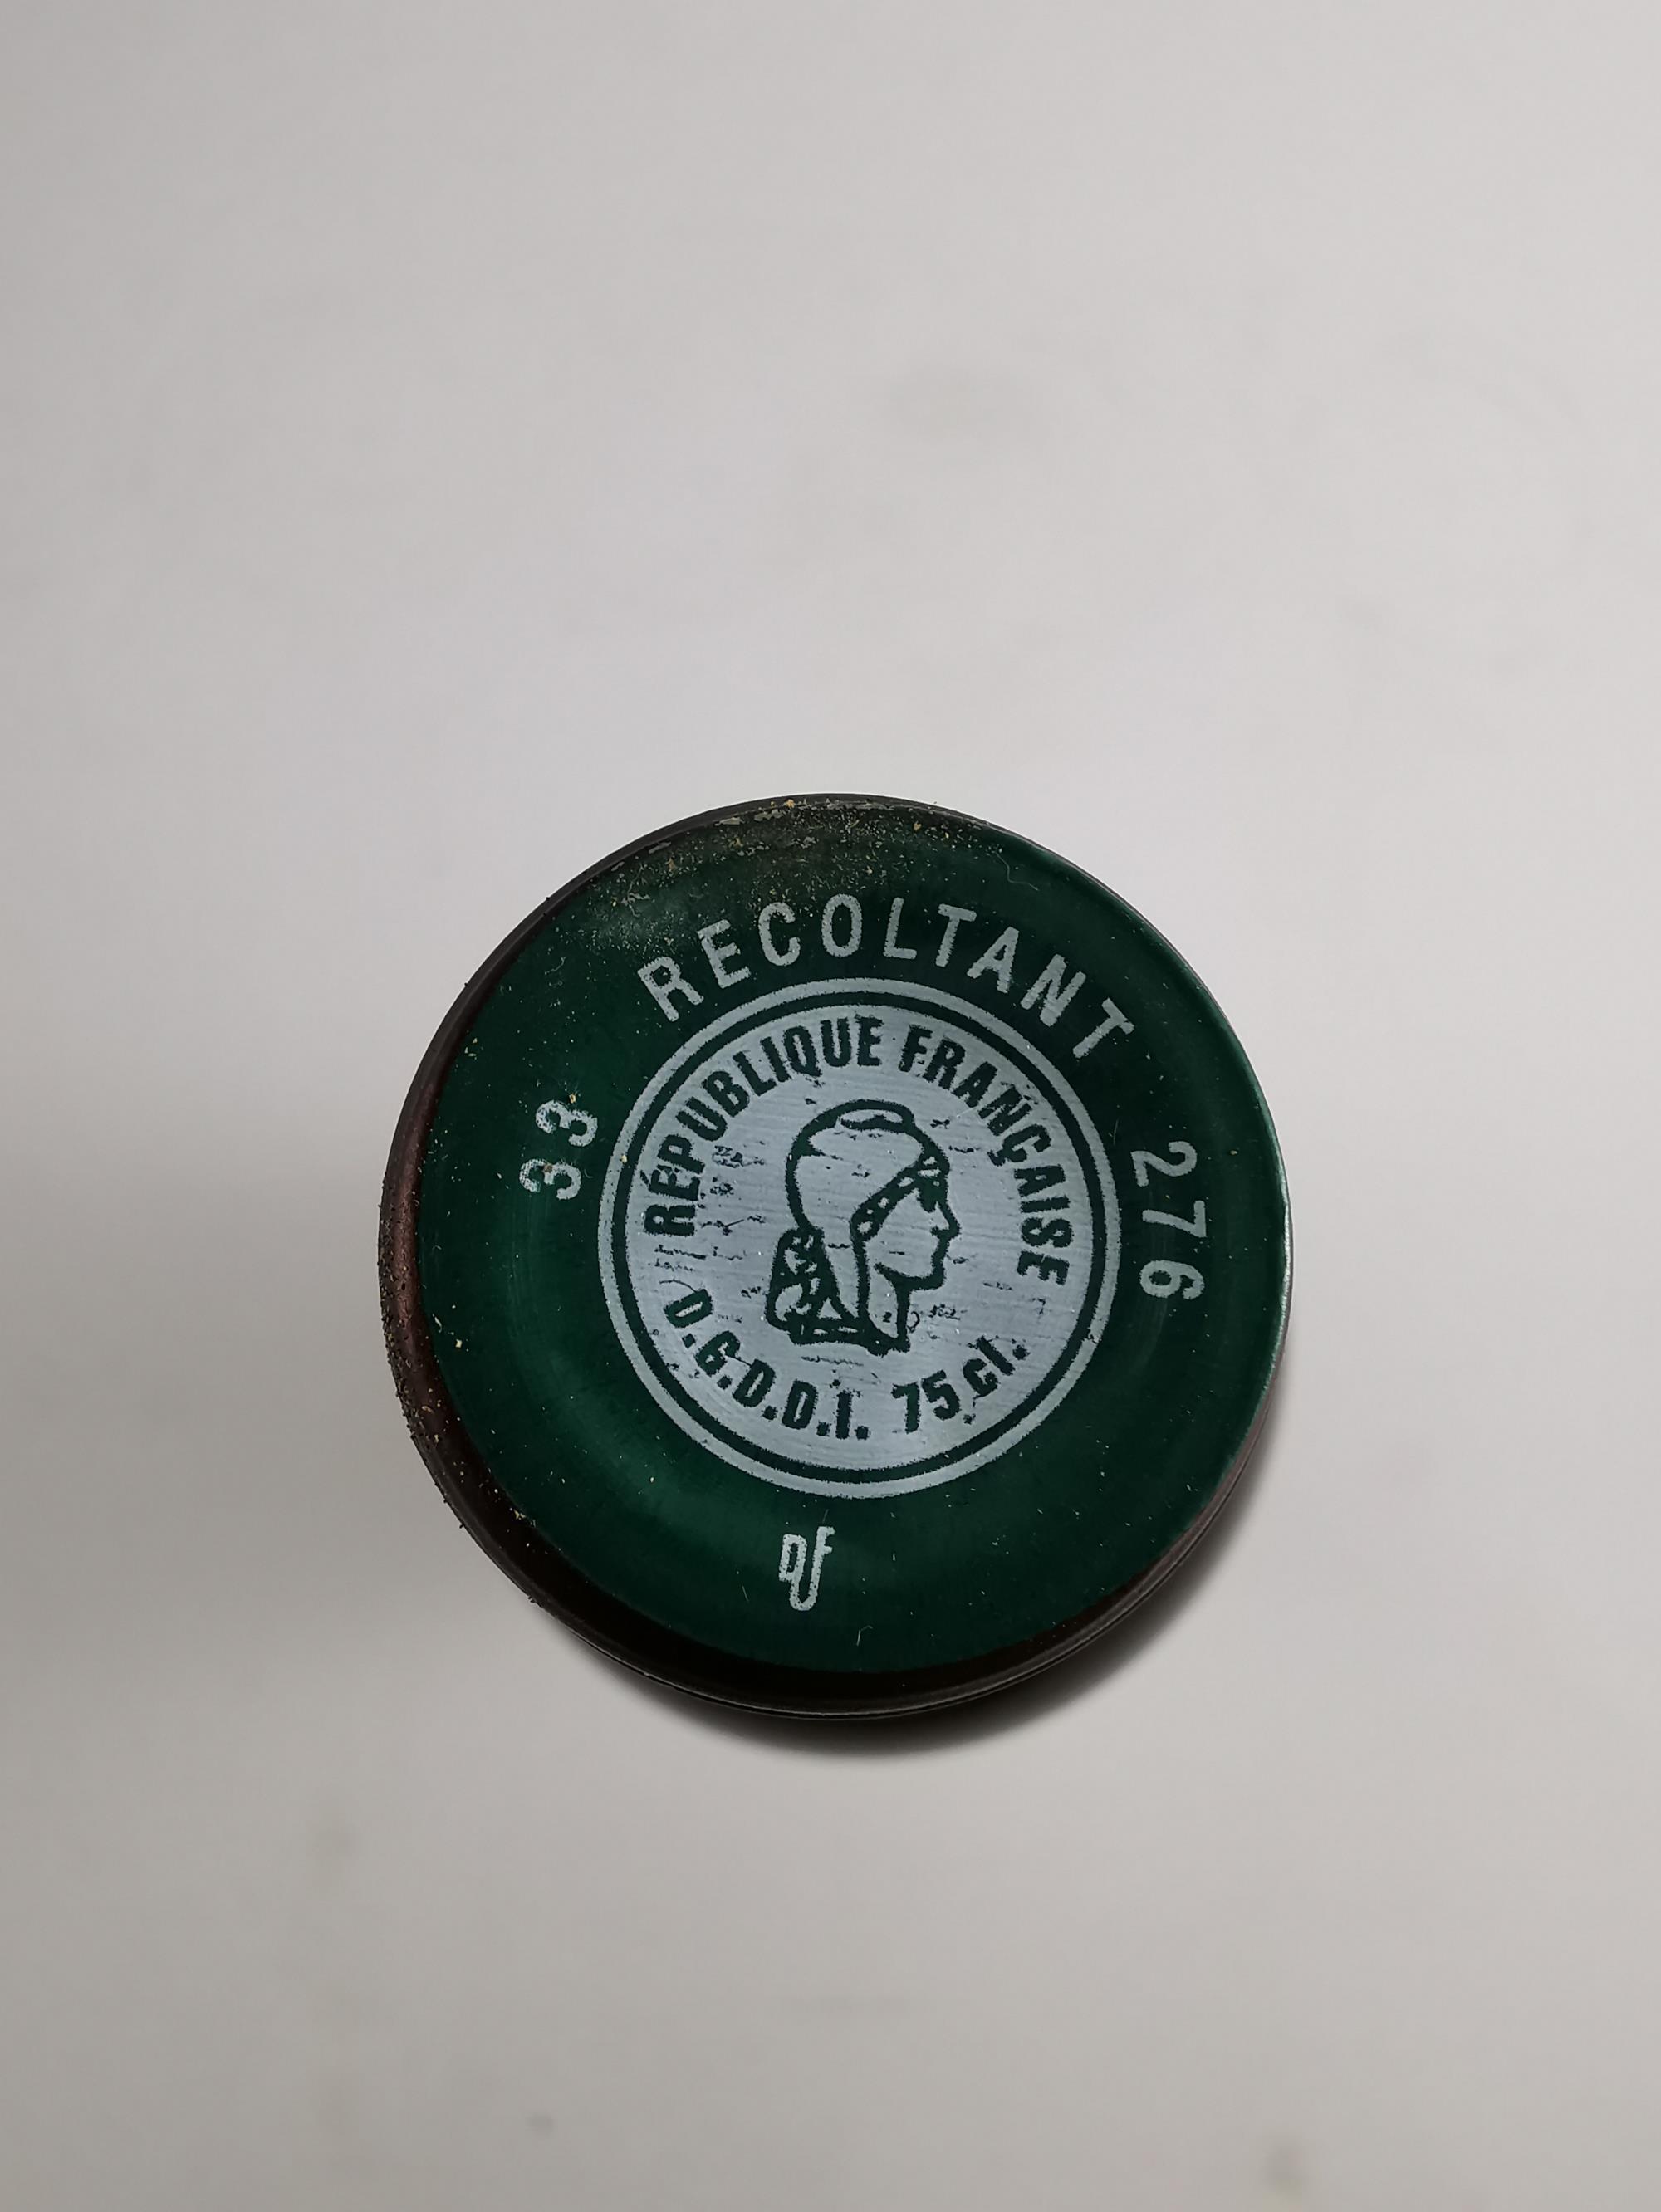 RECOLTANT
33
276
RÉPUBLIQUE FRANÇAISE
D.G.D.D.I. 75 cl.